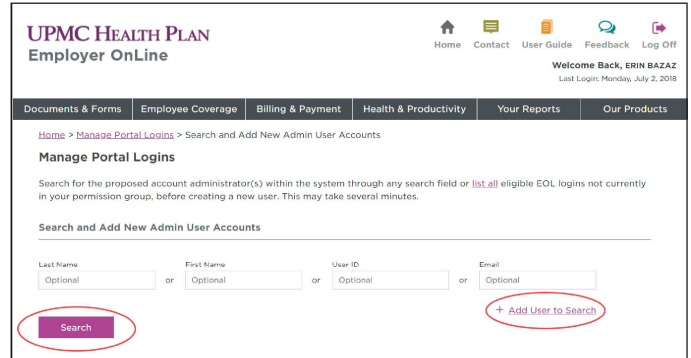 UPMC HEALTH PLAN
Employer OnLine
Home Contact User Guide Feedback Log Off
Welcome Back, ERIN BAZAZ
Last Login: Monday, July 2, 2018
Documents & Forms Employee Coverage Billing & Payment Health & Productivity Your Reports Our Products
Home > Manage Portal Logins > Search and Add New Admin User Accounts
Manage Portal Logins
Search for the proposed account administrator(s) within the system through any search field or list all eligible EOL logins not currently
in your permission group, before creating a new user. This may take several minutes.
Search and Add New Admin User Accounts
Last Name First Name User ID Email
Optional or Optional or Optional or Optional
+ Add User to Search
Search